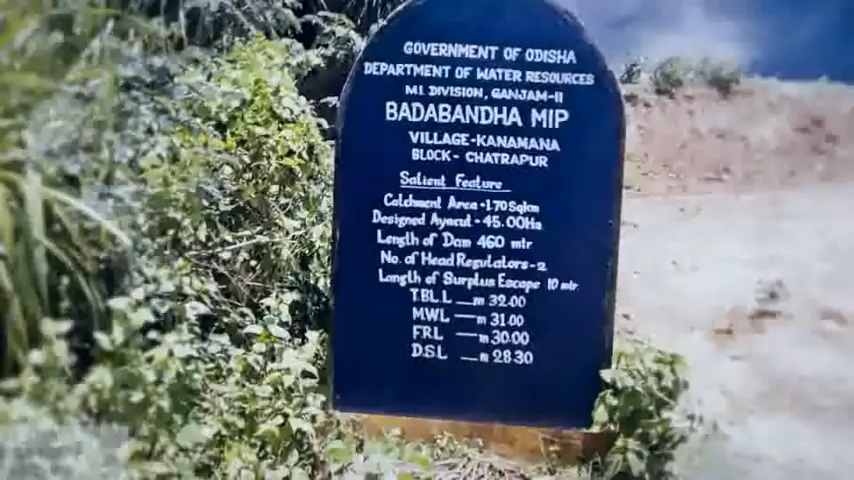 GOVERNMENT OF ODISHA
DEPARTMENT OF WATER RESOURCES
M.I. DIVISION, GANJAM-II
BADABANDHA MIP
VILLAGE-KANAMANA
BLOCK- CHATRAPUR
Salient Feature
Catchment Area -1.70 Sqkm
Designed Ayacut -45.00Ha
Length of Dam 460 mtr
No. of Head Regulators-2
Length of Surplus Escape 10 mtr.
T.B.L. — m 32.00
MWL — m 31.00
FRL — m 30.00
D.S.L — m 28.30